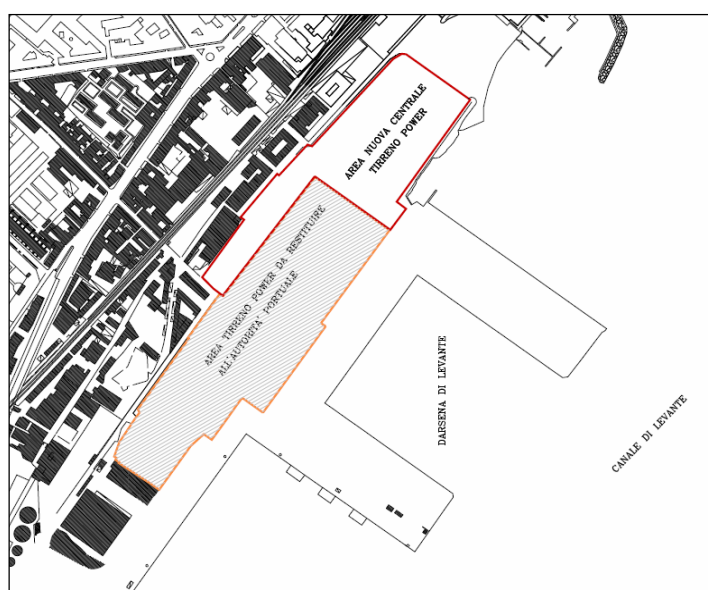 AREA NUOVA CENTRALE
TIRRENO POWER
AREA TIRRENO POWER DA RESTITUIRE
ALL'AUTORITA' PORTUALE
DARSENA DI LEVANTE
CANALE DI LEVANTE